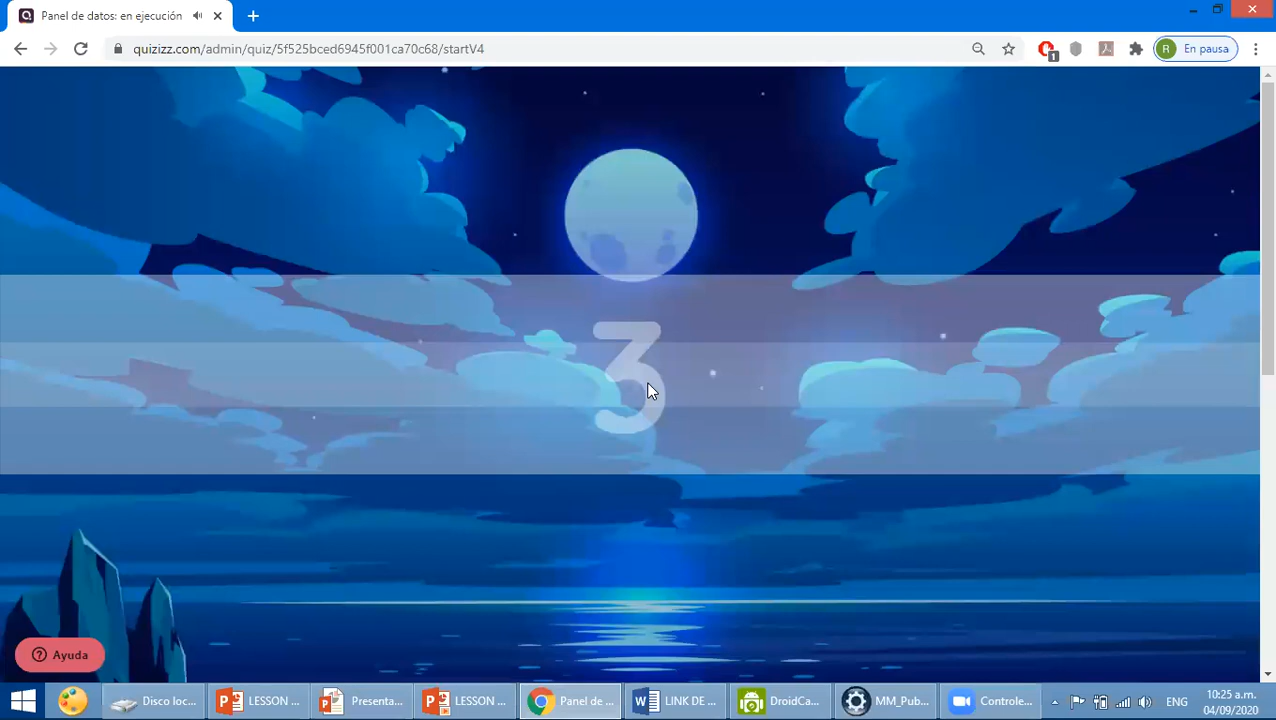 Panel de datos: en ejecución
quizizz.com/admin/quiz/5f525bced6945f001ca70c68/startV4
1
R
En pausa
3
Ayuda
Disco loc...
LESSON ...
Presenta...
LESSON ...
Panel de ...
LINK DE ...
DroidCa...
MM_Pub...
Controle...
ENG
10:25 a.m.
04/09/2020